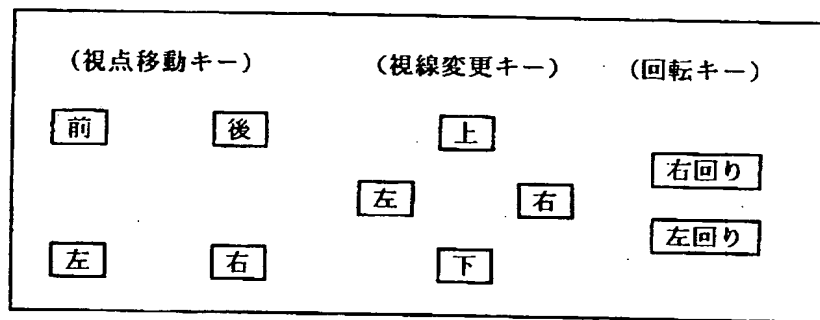 (視点移動キー) (視線変更キー) (回転キー)
前 後 上
右回り
左 右
左回り
左 右 下